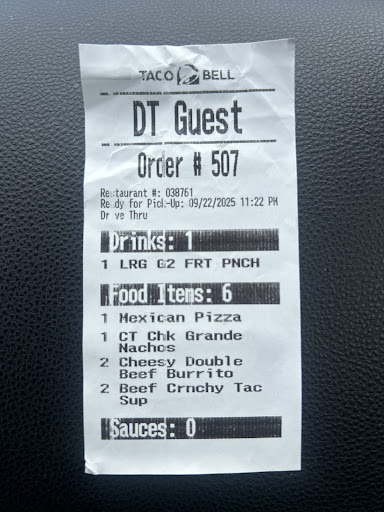 TACO BELL
DT Guest
Order # 507
Restaurant #: 038761
Ready for Pick-Up: 09/22/2025 11:22 PM
Drive Thru
Drinks: 1
1 LRG G2 FRT PNCH
Food Items: 6
1 Mexican Pizza
1 CT Chk Grande
Nachos
2 Cheesy Double
Beef Burrito
2 Beef Crnchy Tac
Sup
Sauces: 0